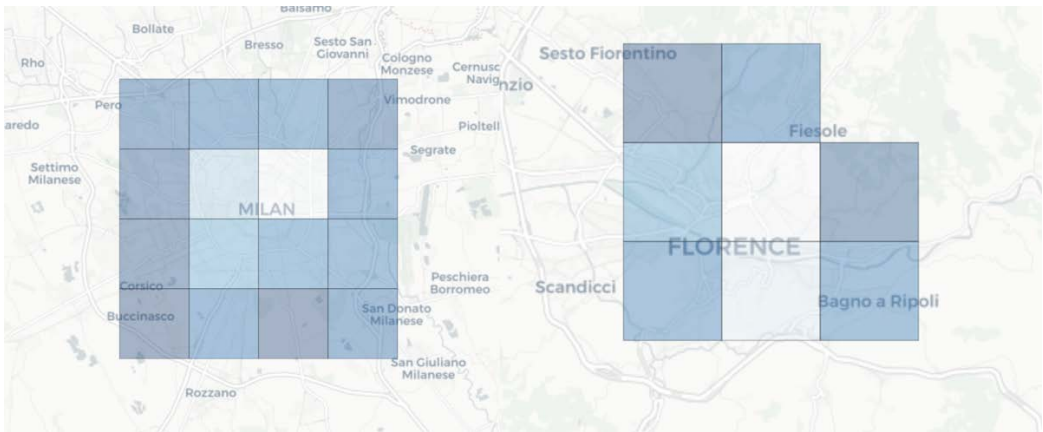 Balsamo
Bollate
Bresso
Sesto San
Giovanni
Rho
Cologno
Monzese
Cernusc
Navig
Pero
Vimodrone
aredo
Pioltell
Segrate
Settimo
Milanese
MILAN
Peschiera
Borromeo
Corsico
Buccinasco
San Donato
Milanese
San Giuliano
Milanese
Rozzano
Sesto Fiorentino
nzio
Fiesole
FLORENCE
Scandicci
Bagno a Ripoli